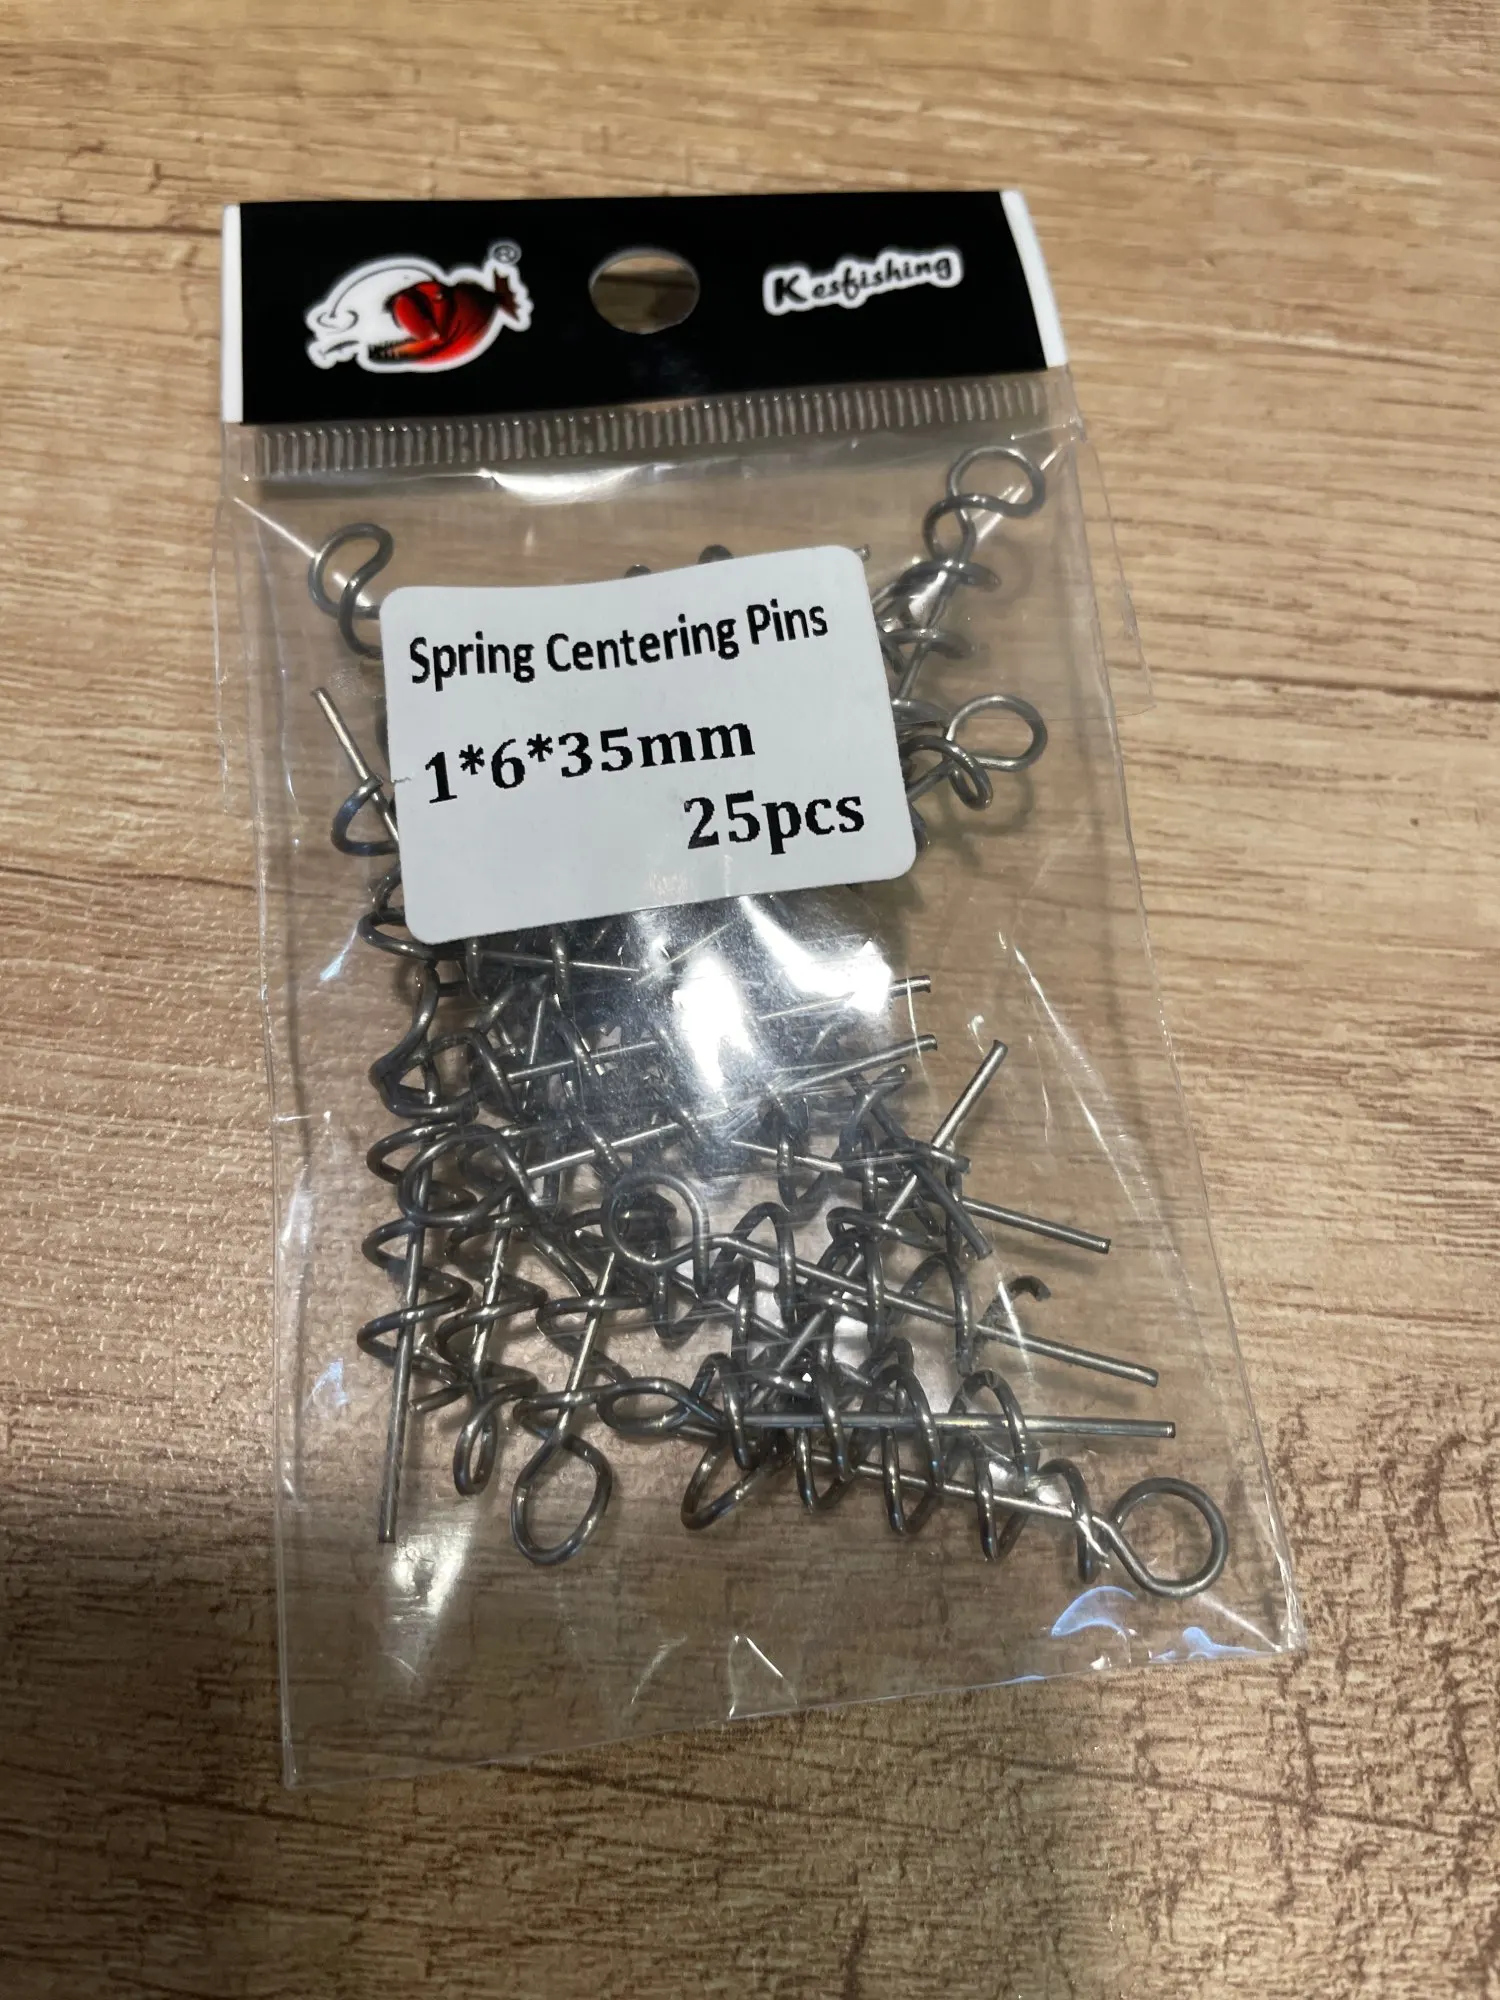 ®
Kesfishing
Spring Centering Pins
1*6*35mm
25pcs